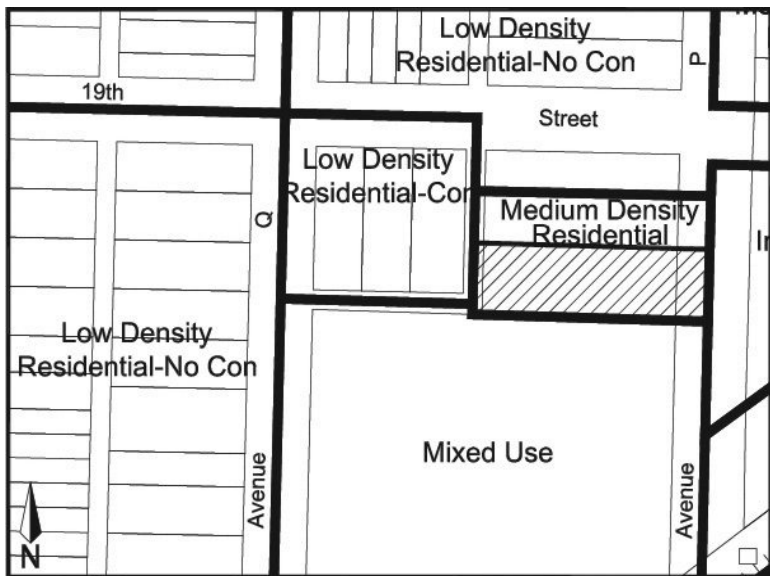 Low Density
Residential-No Con
P
19th
Street
Low Density
Residential-Con
Medium Density
Residential
Q
Low Density
Residential-No Con
Mixed Use
Avenue
Avenue
N